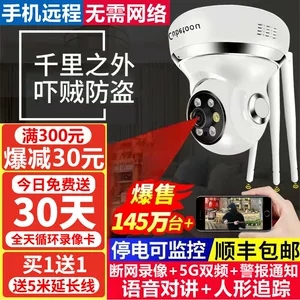 手机远程 无需网络
Cnpsloon
千里之外
吓贼防盗
满300元
爆减30元
今日免费送
30天
全天循环录像卡
买1送1
送5米延长线
爆售
145万台+
停电可监控 顺丰包邮
断网录像+5G双频+警报通知
语音对讲+人形追踪